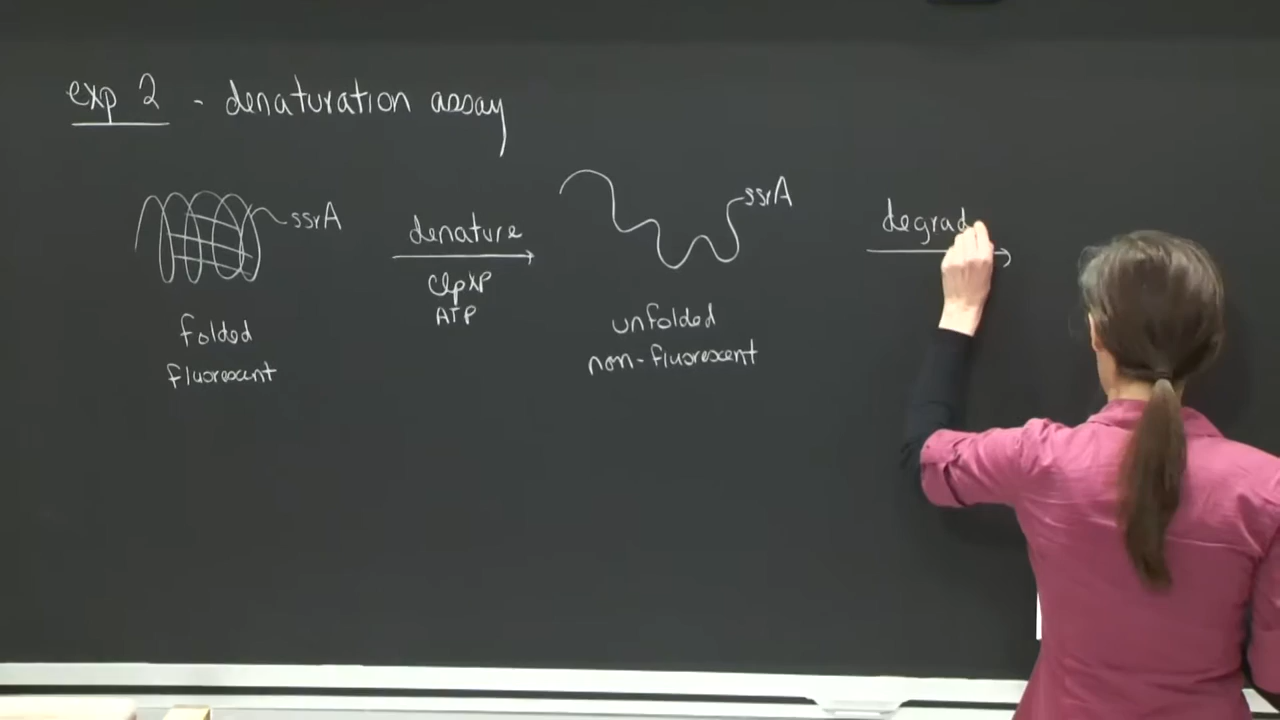 exp 2 - denaturation assay
ssrA
denature
ClpXP
ATP
folded
fluorescent
ssrA
unfolded
non-fluorescent
degrad